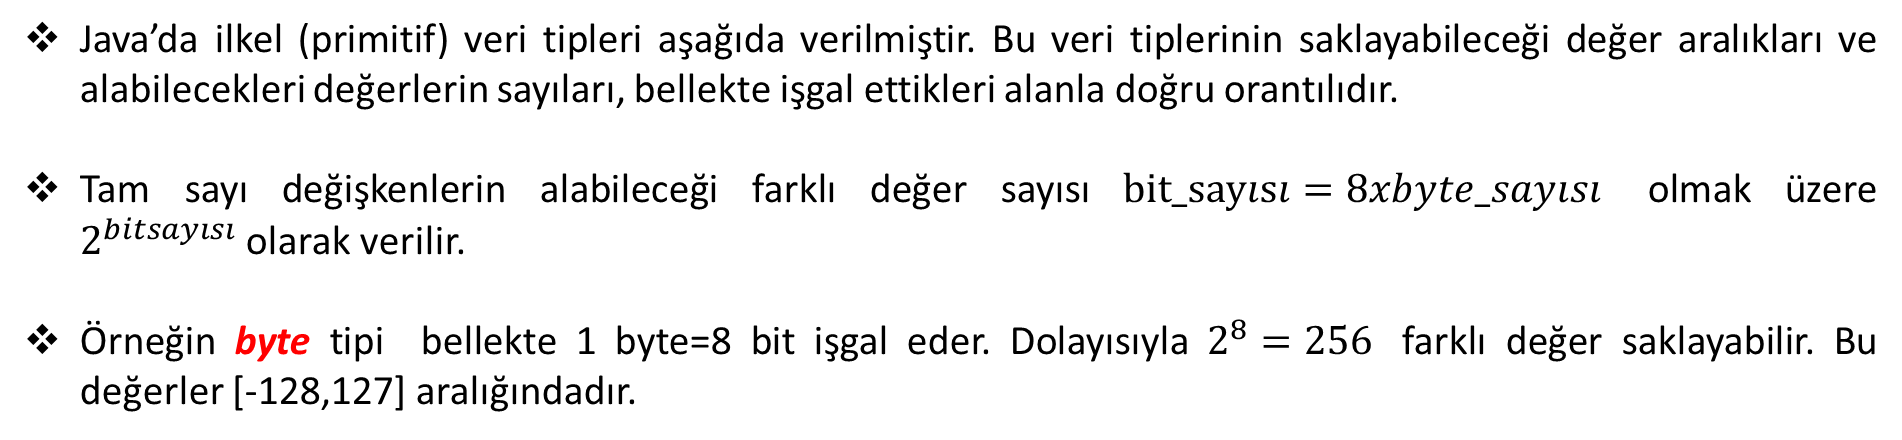 ❖ Java’da ilkel (primitif) veri tipleri aşağıda verilmiştir. Bu veri tiplerinin saklayabileceği değer aralıkları ve
alabilecekleri değerlerin sayıları, bellekte işgal ettikleri alanla doğru orantılıdır.
❖ Tam sayı değişkenlerin alabileceği farklı değer sayısı bit_sayısı = 8xbyte_sayısı olmak üzere
2^{bitsayısı} olarak verilir.
❖ Örneğin byte tipi bellekte 1 byte=8 bit işgal eder. Dolayısıyla 2⁸ = 256 farklı değer saklayabilir. Bu
değerler [-128,127] aralığındadır.